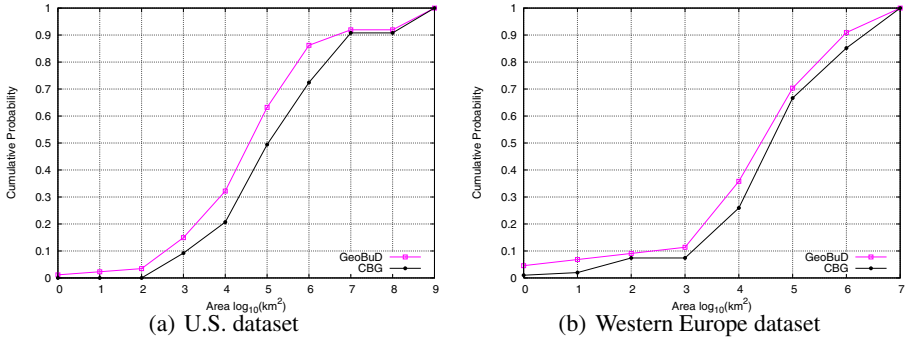 1
0.9
0.8
0.7
0.6
0.5
0.4
0.3
0.2
0.1
0
Cumulative Probability
GeoBuD
CBG
0 1 2 3 4 5 6 7 8 9
Area log10(km2)
(a) U.S. dataset
1
0.9
0.8
0.7
0.6
0.5
0.4
0.3
0.2
0.1
0
Cumulative Probability
GeoBuD
CBG
0 1 2 3 4 5 6 7
Area log10(km2)
(b) Western Europe dataset